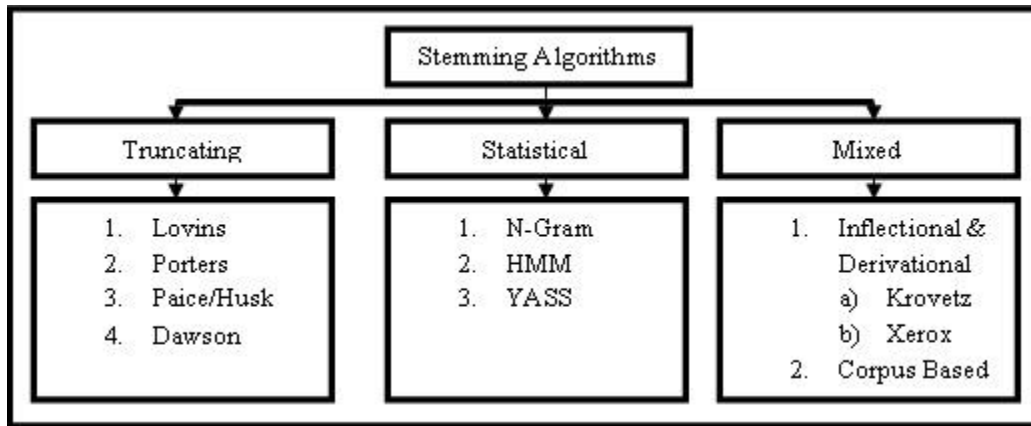 Stemming Algorithms
Truncating
Statistical
Mixed
1. Lovins
2. Porters
3. Paice/Husk
4. Dawson
1. N-Gram
2. HMM
3. YASS
1. Inflectional &
Derivational
a) Krovetz
b) Xerox
2. Corpus Based